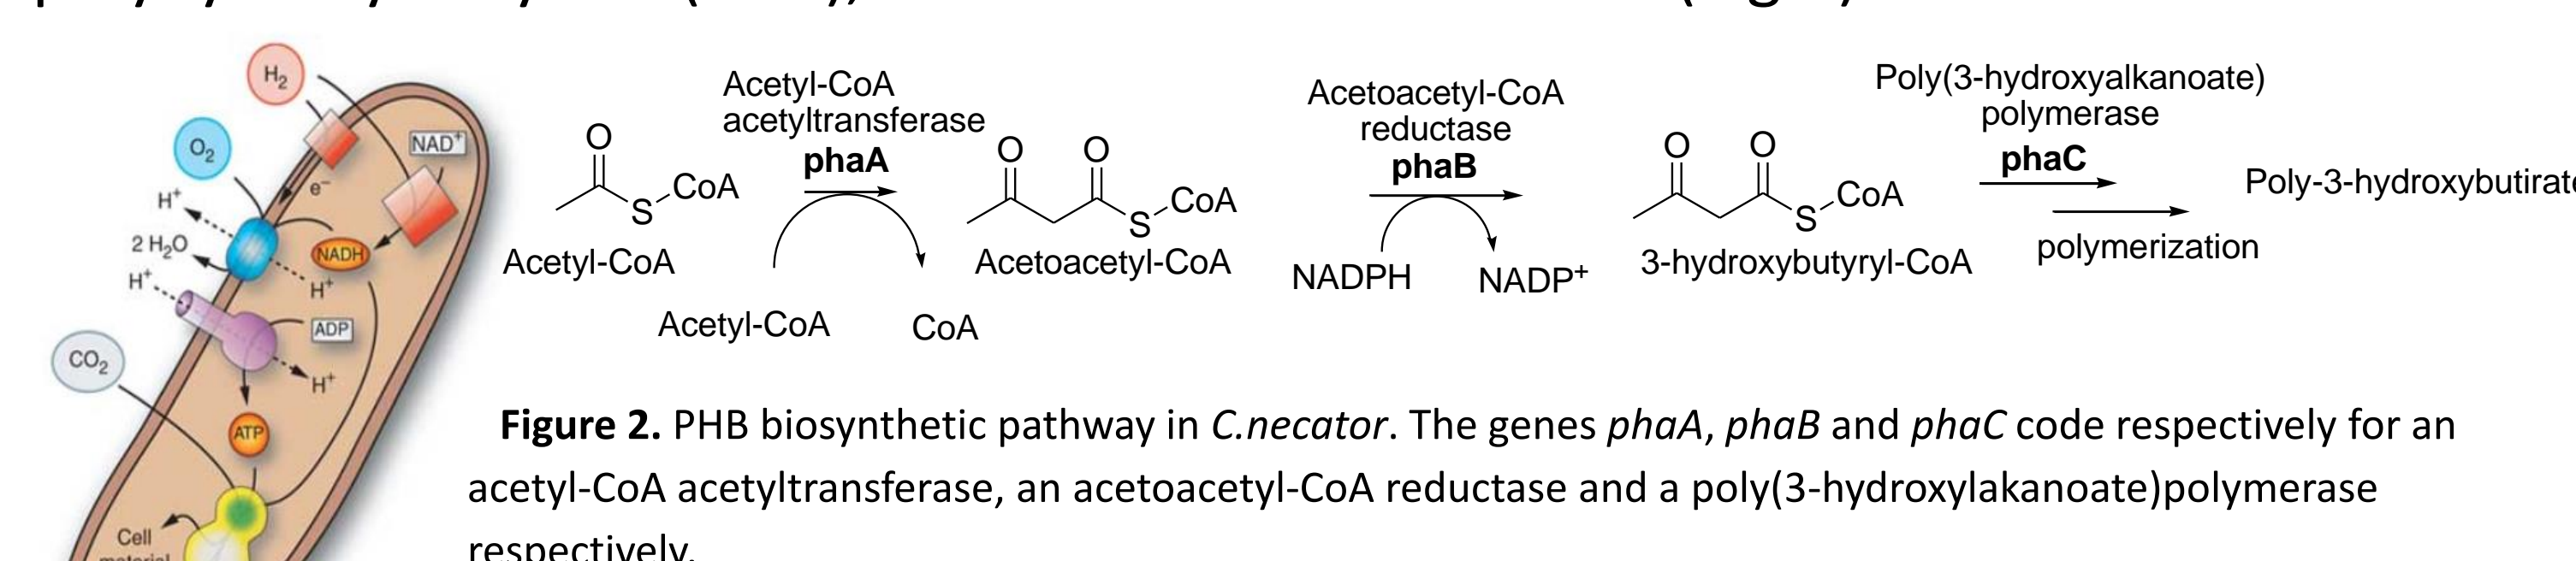 H₂
O₂
NAD⁺
e⁻
H⁺
2 H₂O
NADH
H⁺
H⁺
ADP
CO₂
H⁺
ATP
Cell
material
Acetyl-CoA
acetyltransferase
phaA
O
S
CoA
Acetyl-CoA
Acetyl-CoA
CoA
O O
S
CoA
Acetoacetyl-CoA
Acetoacetyl-CoA
reductase
phaB
NADPH
NADP⁺
O O
S
CoA
3-hydroxybutyryl-CoA
Poly(3-hydroxyalkanoate)
polymerase
phaC
polymerization
Poly-3-hydroxybutirate
Figure 2. PHB biosynthetic pathway in C.necator. The genes phaA, phaB and phaC code respectively for an
acetyl-CoA acetyltransferase, an acetoacetyl-CoA reductase and a poly(3-hydroxylakanoate)polymerase
respectively.